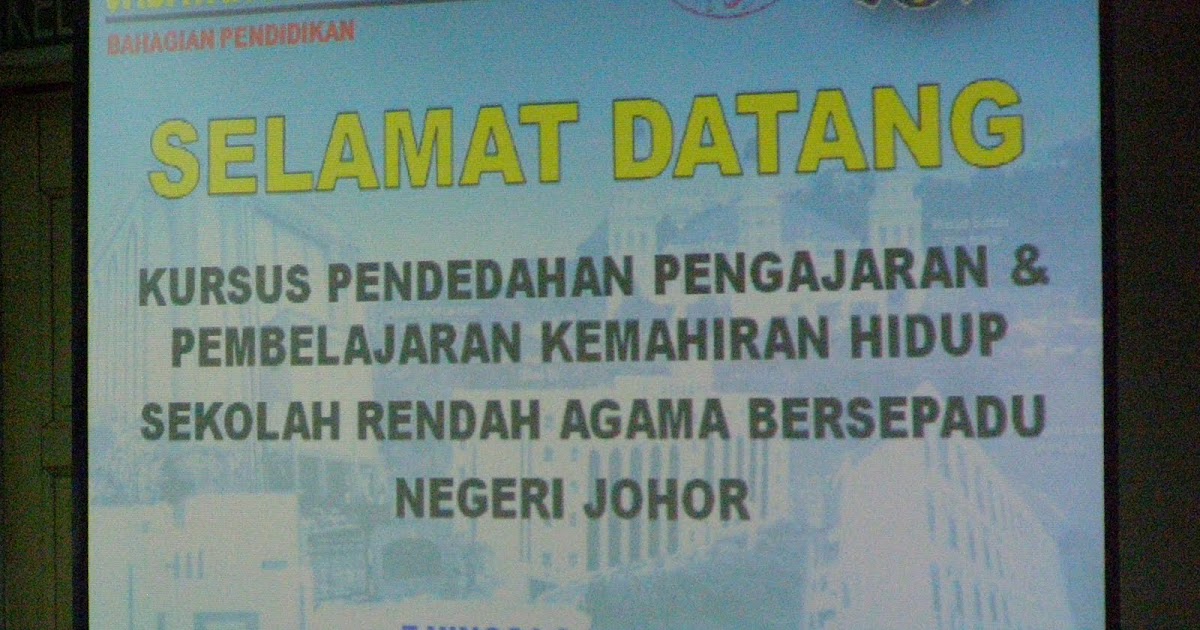 BAHAGIAN PENDIDIKAN
SELAMAT DATANG
KURSUS PENDEDAHAN PENGAJARAN &
PEMBELAJARAN KEMAHIRAN HIDUP
SEKOLAH RENDAH AGAMA BERSEPADU
NEGERI JOHOR